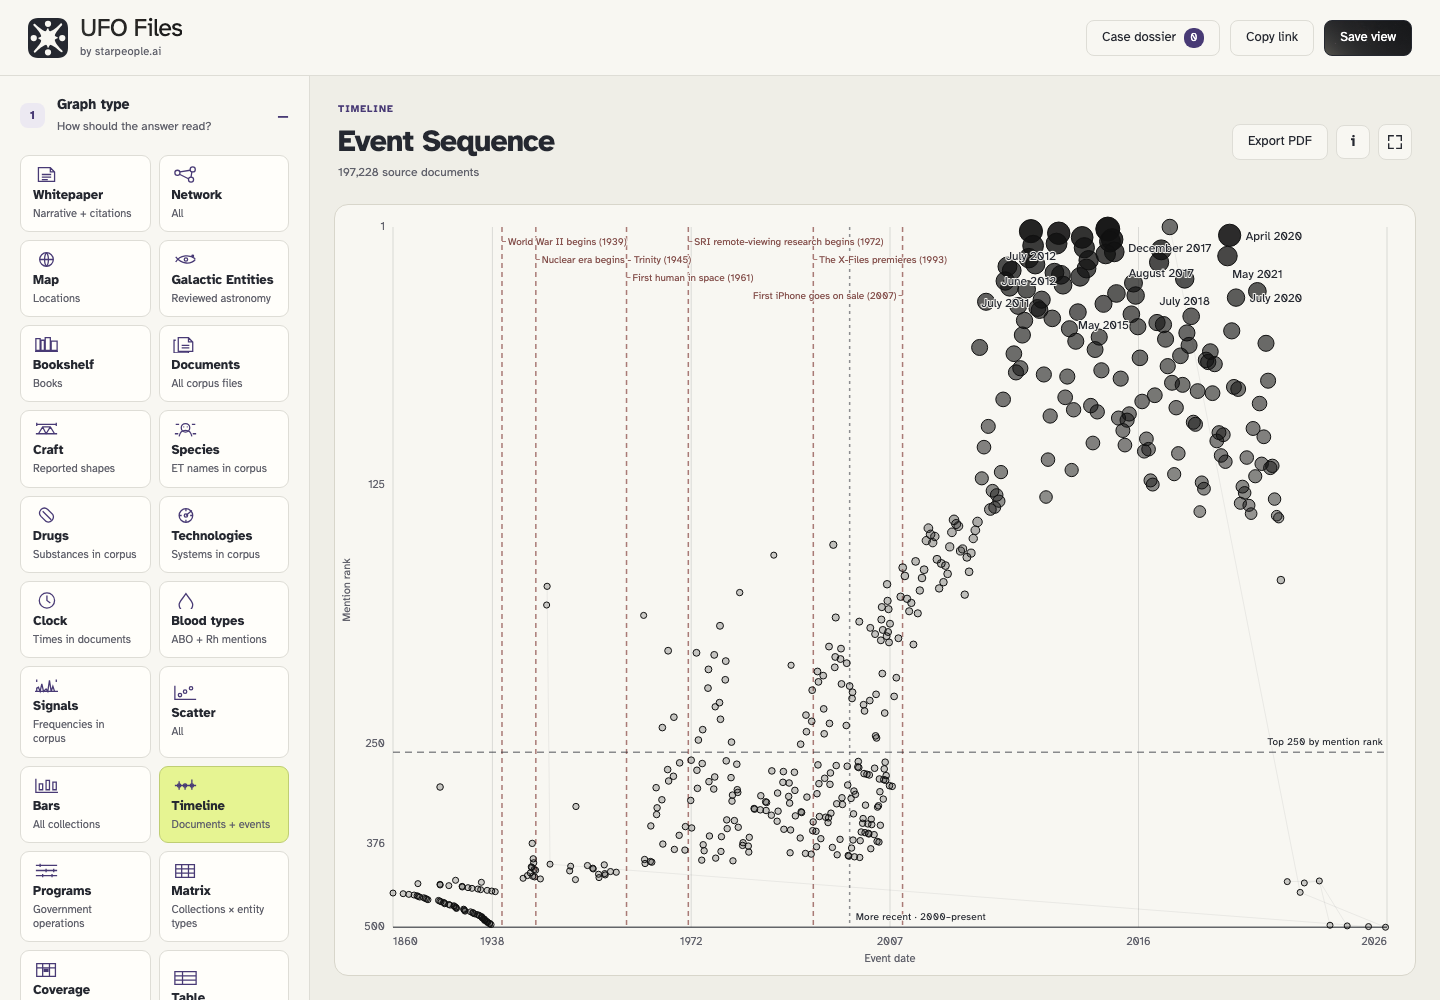 UFO Files
by starpeople.ai
Case dossier 0
Copy link
Save view
1
Graph type
How should the answer read?
Whitepaper
Narrative + citations
Network
All
Map
Locations
Galactic Entities
Reviewed astronomy
Bookshelf
Books
Documents
All corpus files
Craft
Reported shapes
Species
ET names in corpus
Drugs
Substances in corpus
Technologies
Systems in corpus
Clock
Times in documents
Blood types
ABO + Rh mentions
Signals
Frequencies in
corpus
Scatter
All
Bars
All collections
Timeline
Documents + events
Programs
Government
operations
Matrix
Collections × entity
types
Coverage
Table
TIMELINE
Event Sequence
197,228 source documents
Export PDF
i
1
World War II begins (1939)
SRI remote-viewing research begins (1972)
Nuclear era begins - Trinity (1945)
The X-Files premieres (1993)
First human in space (1961)
First iPhone goes on sale (2007)
April 2020
December 2017
July 2012
August 2017
May 2021
June 2012
July 2020
July 2011
July 2018
May 2015
125
Mention rank
250
Top 250 by mention rank
376
More recent · 2000–present
500
1860
1938
1972
2007
2016
2026
Event date